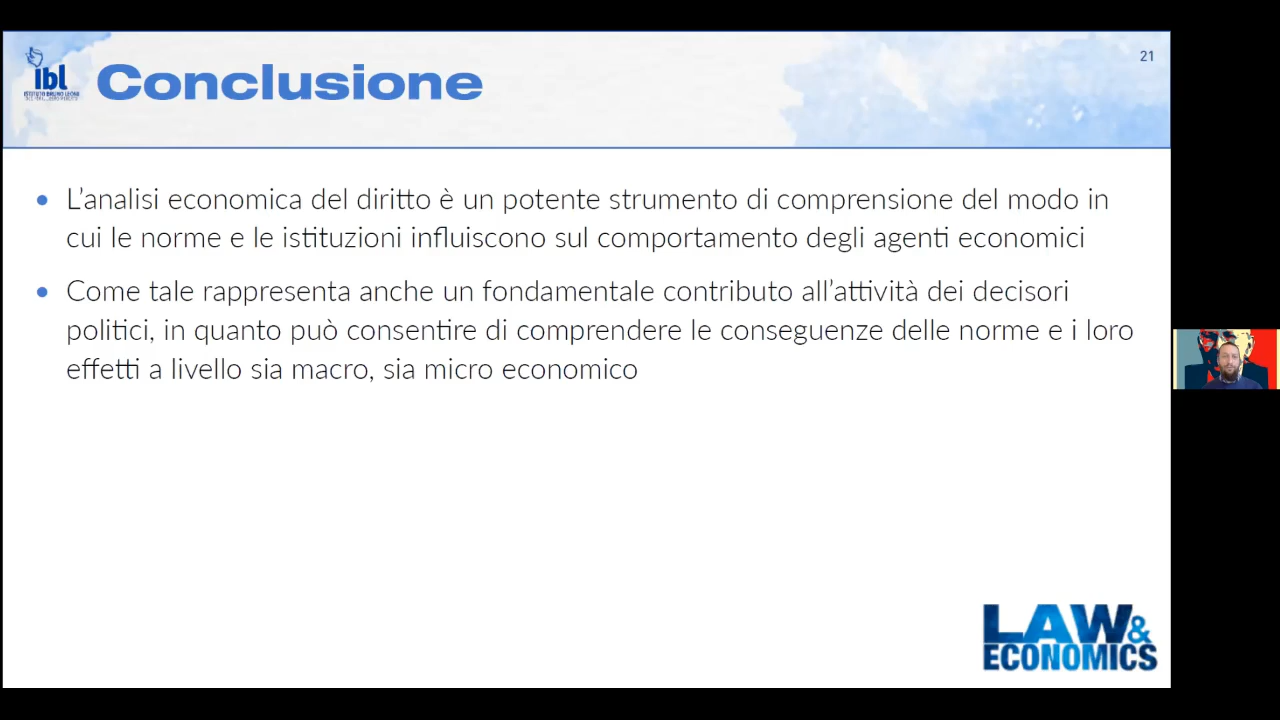 21
ibl
ISTITUTO BRUNO LEONI
Conclusione
L’analisi economica del diritto è un potente strumento di comprensione del modo in
cui le norme e le istituzioni influiscono sul comportamento degli agenti economici
Come tale rappresenta anche un fondamentale contributo all’attività dei decisori
politici, in quanto può consentire di comprendere le conseguenze delle norme e i loro
effetti a livello sia macro, sia micro economico
LAW&
ECONOMICS